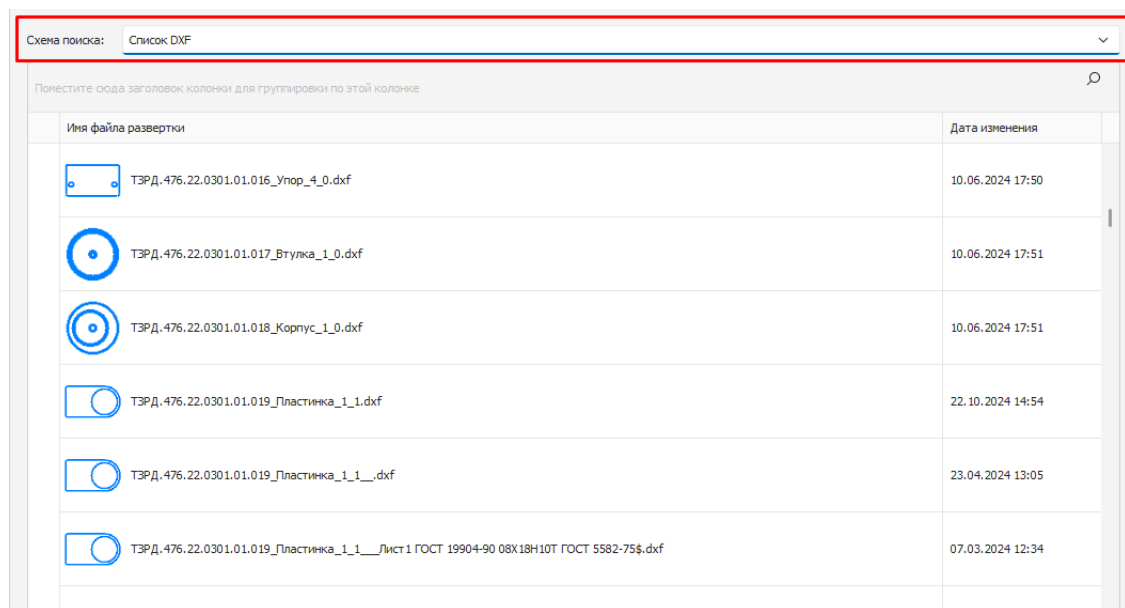 Схема поиска: Список DXF
Поместите сюда заголовок колонки для группировки по этой колонке
Имя файла развертки Дата изменения
ТЗРД.476.22.0301.01.016_Упор_4_0.dxf 10.06.2024 17:50
ТЗРД.476.22.0301.01.017_Втулка_1_0.dxf 10.06.2024 17:51
ТЗРД.476.22.0301.01.018_Корпус_1_0.dxf 10.06.2024 17:51
ТЗРД.476.22.0301.01.019_Пластинка_1_1.dxf 22.10.2024 14:54
ТЗРД.476.22.0301.01.019_Пластинка_1_1__.dxf 23.04.2024 13:05
ТЗРД.476.22.0301.01.019_Пластинка_1_1___Лист1 ГОСТ 19904-90 08Х18Н10Т ГОСТ 5582-75$.dxf 07.03.2024 12:34